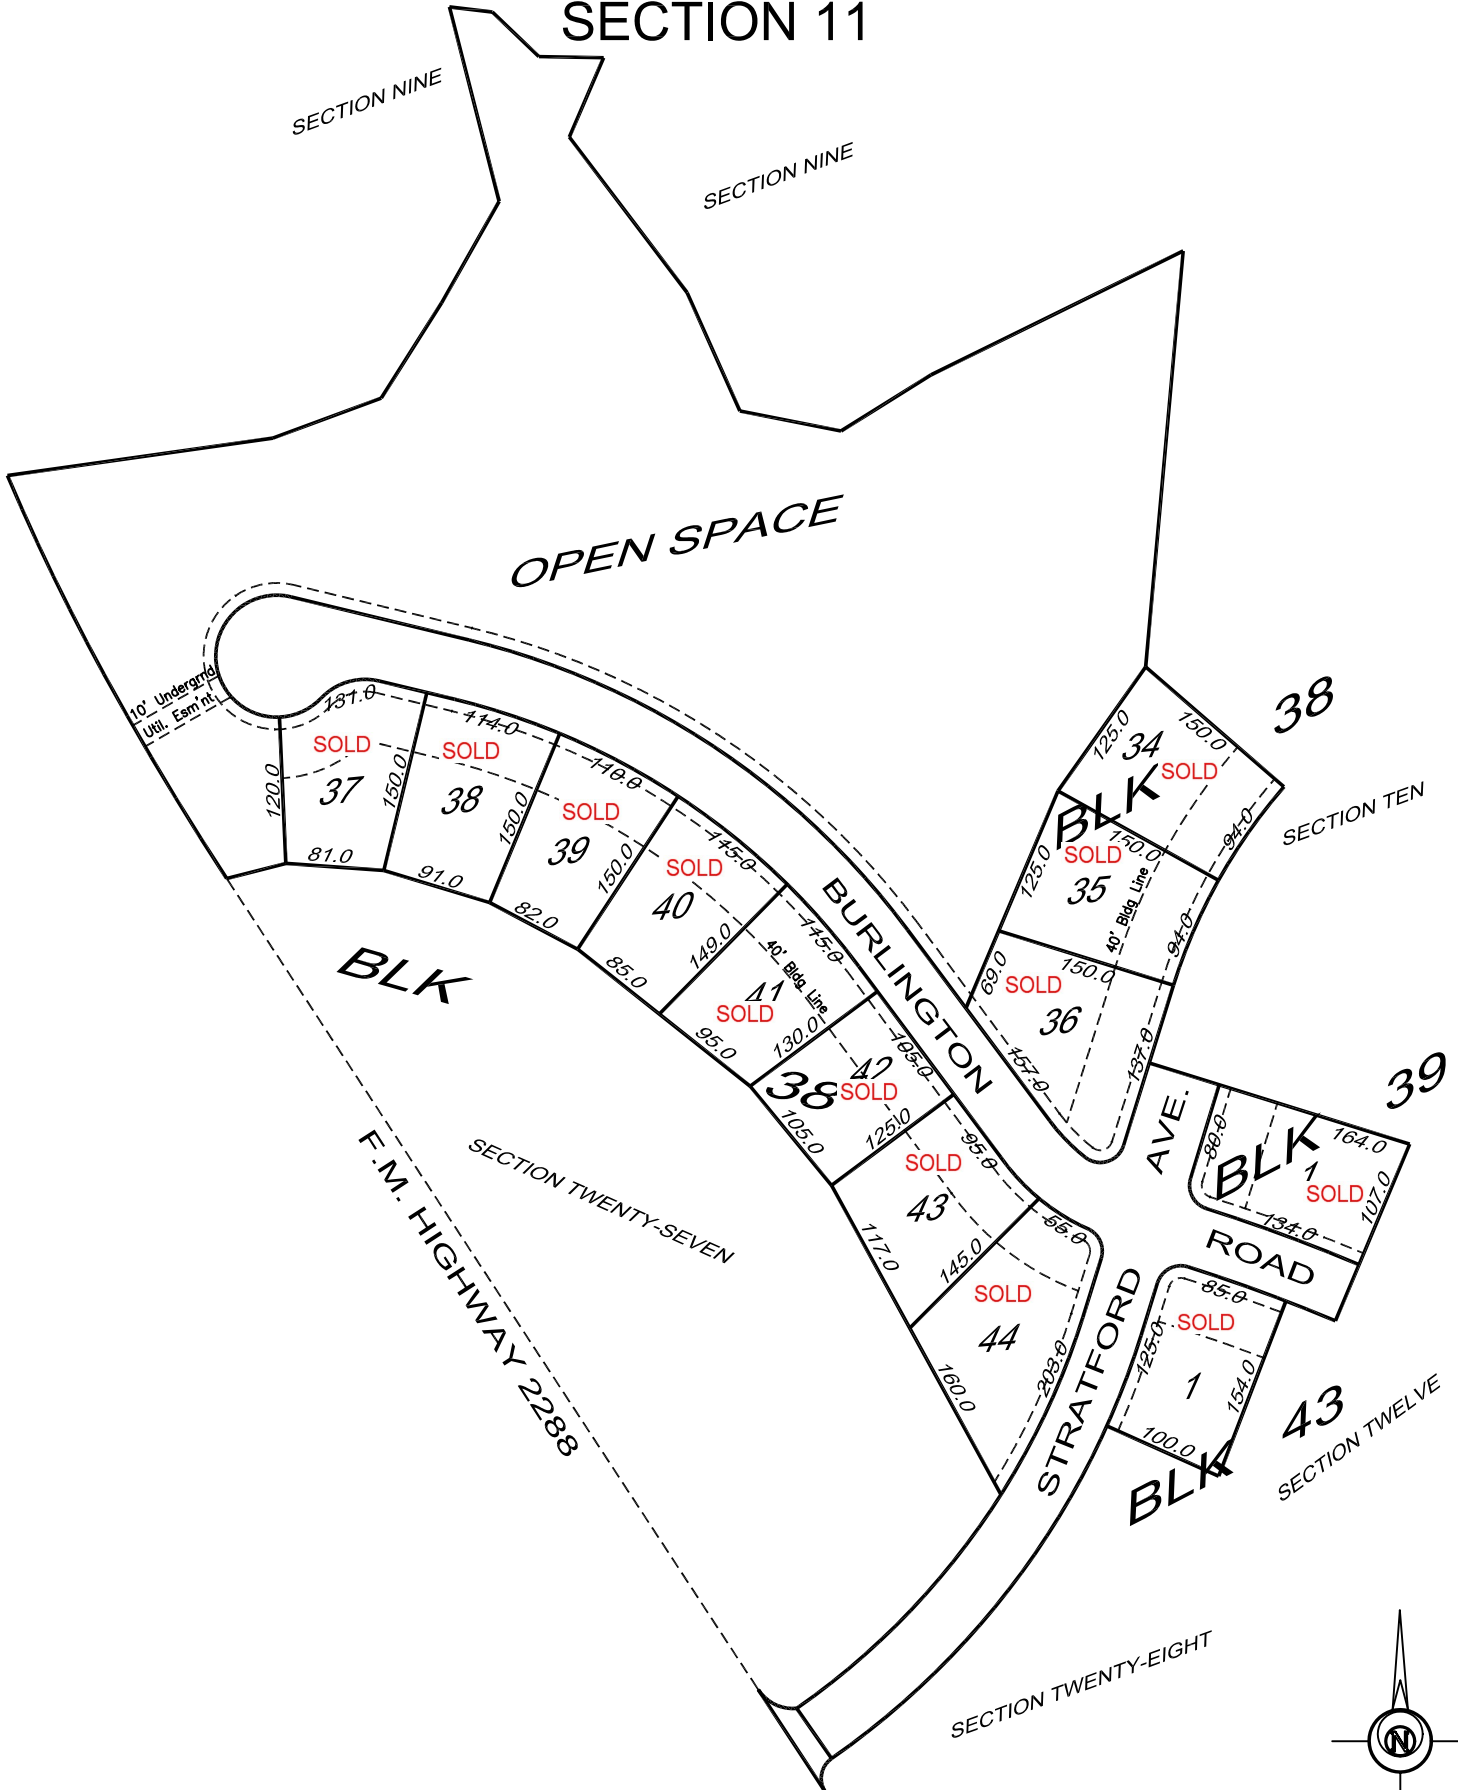 SECTION 11
SECTION NINE
SECTION NINE
OPEN SPACE
10' Undergrnd
Util. Esm'nt
131.0
SOLD
120.0
37
81.0
150.0
114.0
SOLD
38
91.0
150.0
110.0
SOLD
39
82.0
150.0
115.0
SOLD
40
85.0
149.0
115.0
40' Bldg Line
41
SOLD
95.0
130.0
105.0
42
SOLD
105.0
125.0
95.0
SOLD
43
117.0
145.0
55.0
SOLD
44
160.0
203.0
BLK
38
38
BLK
125.0
34
150.0
SOLD
94.0
SECTION TEN
125.0
SOLD
150.0
35
40' Bldg Line
94.0
69.0
SOLD
150.0
36
157.0
137.0
BURLINGTON
AVE.
39
BLK
80.0
164.0
1
SOLD
107.0
134.0
ROAD
85.0
SOLD
125.0
1
154.0
100.0
43
BLK
SECTION TWELVE
STRATFORD
SECTION TWENTY-SEVEN
F.M. HIGHWAY 2288
SECTION TWENTY-EIGHT
N